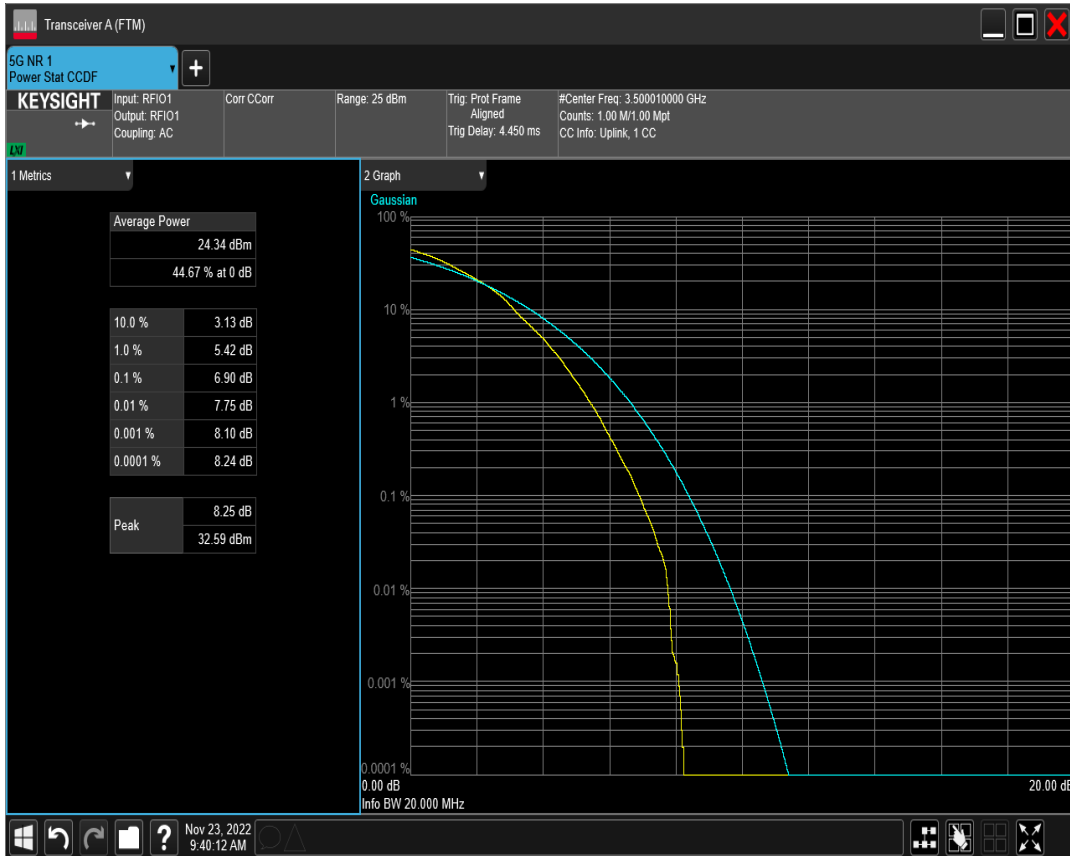 Transceiver A (FTM)
5G NR 1
Power Stat CCDF
+
KEYSIGHT
LXI
Input: RFIO1
Output: RFIO1
Coupling: AC
Corr CCorr
Range: 25 dBm
Trig: Prot Frame
Aligned
Trig Delay: 4.450 ms
#Center Freq: 3.500010000 GHz
Counts: 1.00 M/1.00 Mpt
CC Info: Uplink, 1 CC
1 Metrics
Average Power
24.34 dBm
44.67 % at 0 dB
10.0 % 3.13 dB
1.0 % 5.42 dB
0.1 % 6.90 dB
0.01 % 7.75 dB
0.001 % 8.10 dB
0.0001 % 8.24 dB
Peak 8.25 dB
32.59 dBm
2 Graph
Gaussian
100 %
10 %
1 %
0.1 %
0.01 %
0.001 %
0.0001 %
0.00 dB 20.00 dB
Info BW 20.000 MHz
?
Nov 23, 2022
9:40:12 AM